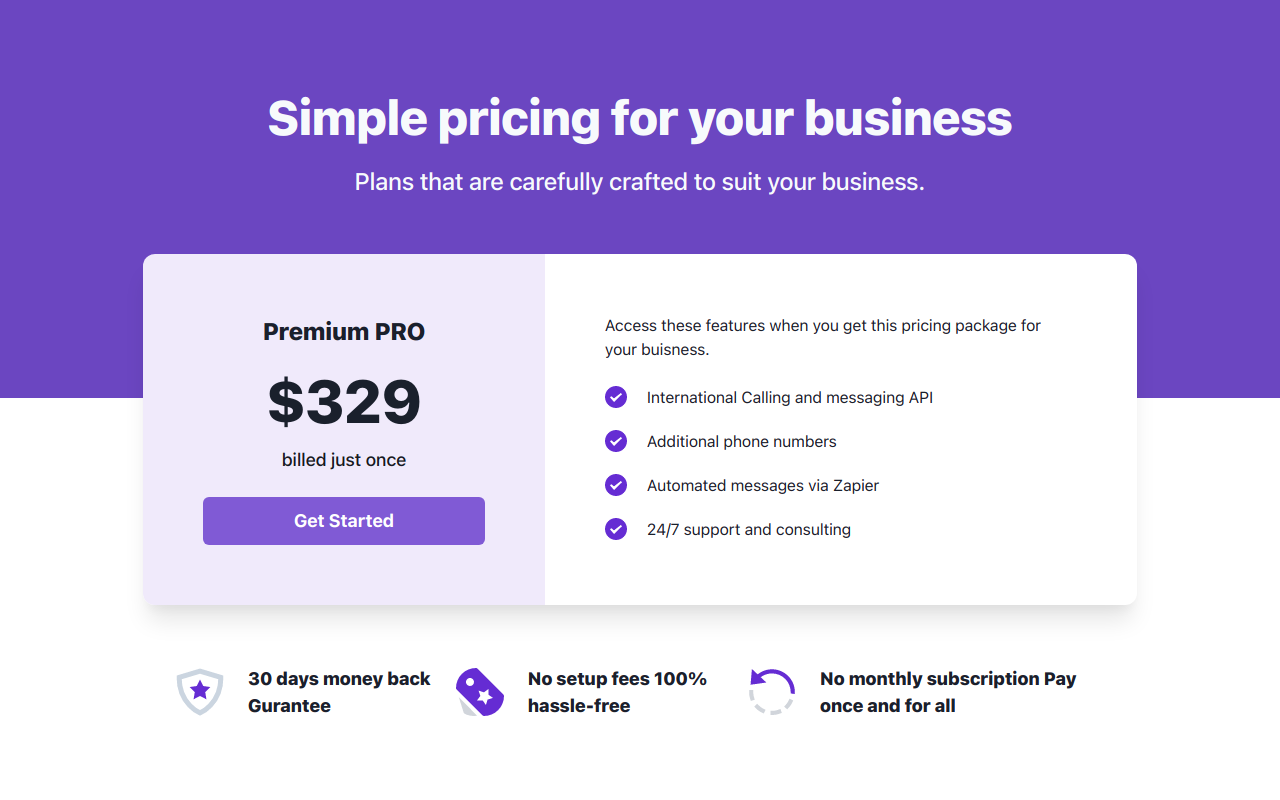 Simple pricing for your business
Plans that are carefully crafted to suit your business.
Premium PRO
$329
billed just once
Get Started
Access these features when you get this pricing package for
your buisness.
International Calling and messaging API
Additional phone numbers
Automated messages via Zapier
24/7 support and consulting
30 days money back
Gurantee
No setup fees 100%
hassle-free
No monthly subscription Pay
once and for all